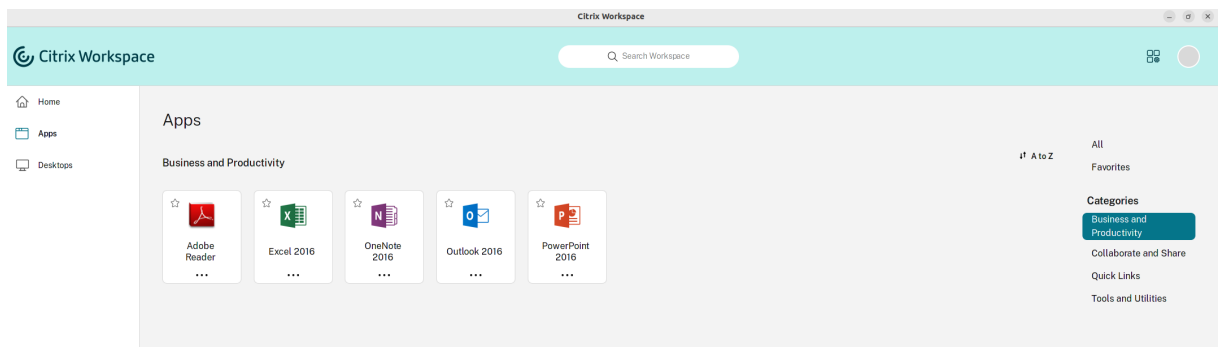 Citrix Workspace
Citrix Workspace
Search Workspace
Home
Apps
Desktops
Apps
Business and Productivity
A to Z
Adobe
Reader
Excel 2016
OneNote
2016
Outlook 2016
PowerPoint
2016
All
Favorites
Categories
Business and
Productivity
Collaborate and Share
Quick Links
Tools and Utilities